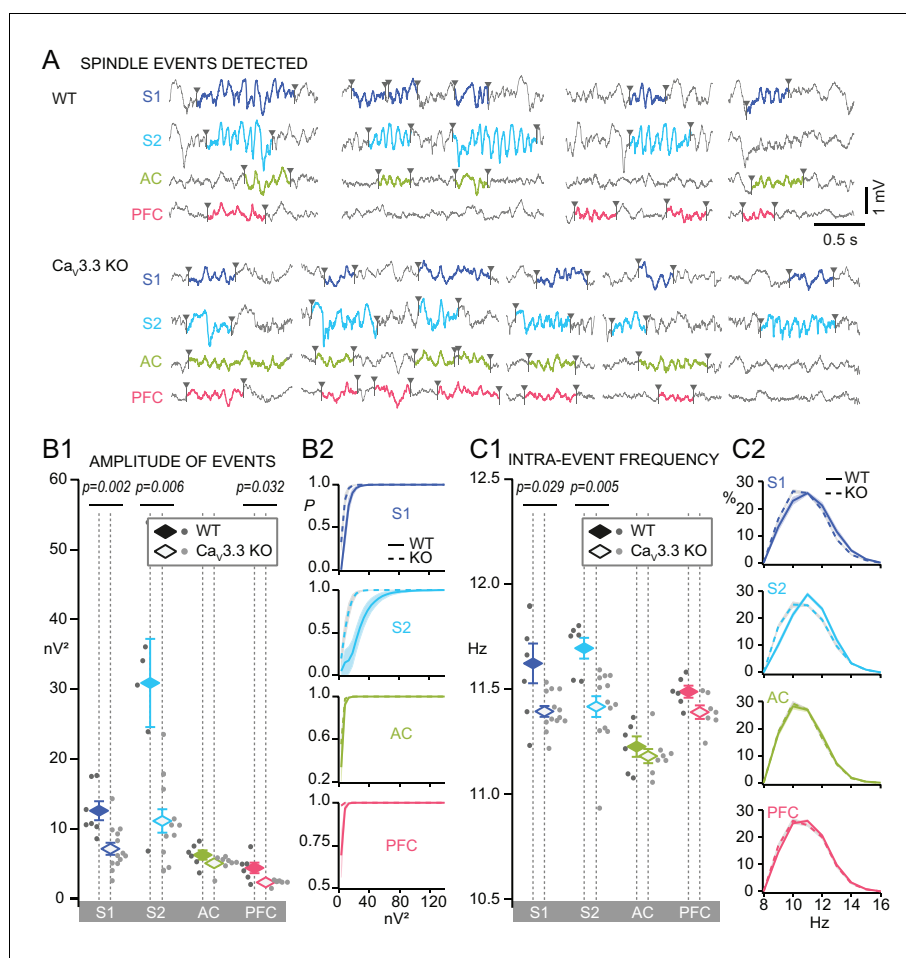 A SPINDLE EVENTS DETECTED
WT
S1
S2
AC
PFC
1 mV
0.5 s
Caᵥ3.3 KO
S1
S2
AC
PFC
B1
AMPLITUDE OF EVENTS
p=0.002 p=0.006 p=0.032
WT
Caᵥ3.3 KO
60
50
40
nV²
30
20
10
0
S1 S2 AC PFC
B2
P
1.0
0.5
0.0
S1
WT
KO
1.0
0.5
0.0
S2
1.0
0.6
0.2
AC
1.0
0.75
0.5
PFC
0 40 80 120
nV²
C1
INTRA-EVENT FREQUENCY
p=0.029 p=0.005
WT
Caᵥ3.3 KO
12.5
12.0
Hz
11.5
11.0
10.5
S1 S2 AC PFC
C2
%
S1
WT
KO
30
20
10
0
S2
30
20
10
0
AC
30
20
10
0
PFC
30
20
10
0
8 10 12 14 16
Hz